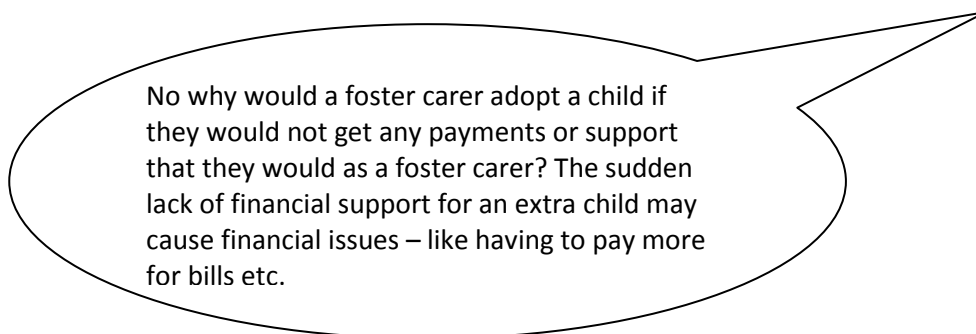 No why would a foster carer adopt a child if
they would not get any payments or support
that they would as a foster carer? The sudden
lack of financial support for an extra child may
cause financial issues – like having to pay more
for bills etc.